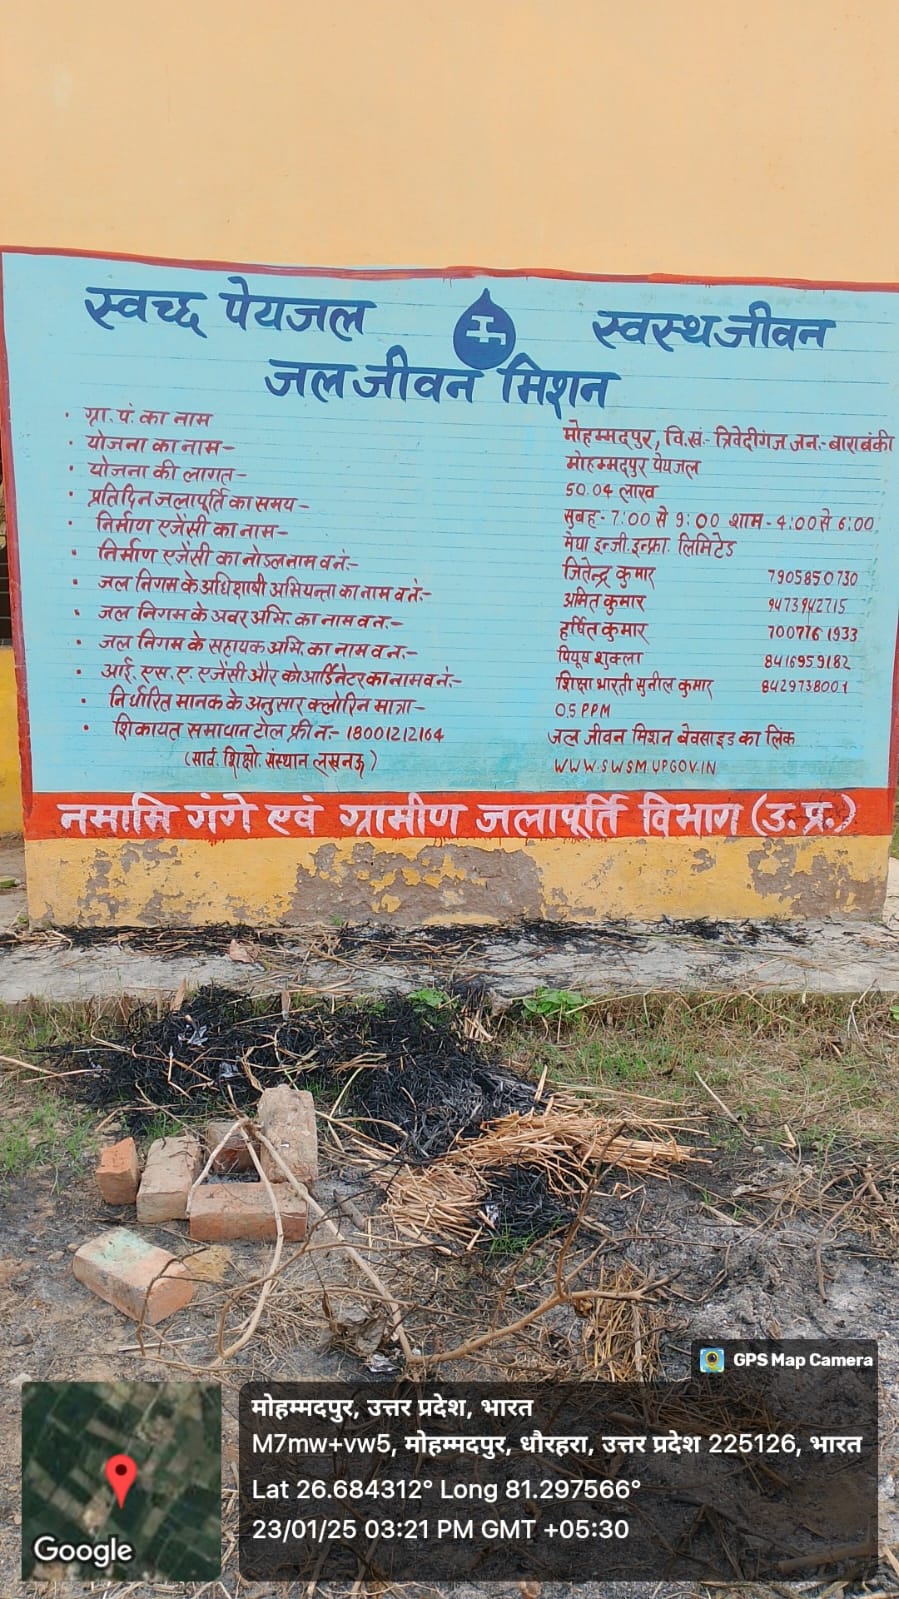 स्वच्छ पेयजल स्वस्थ जीवन
जल जीवन मिशन
• ग्रा. पं. का नाम मोहम्मदपुर, वि.खं.- त्रिवेदीगंज जन.- बाराबंकी
• योजना का नाम- मोहम्मदपुर पेयजल
• योजना की लागत- 50.04 लाख
• प्रतिदिन जलापूर्ति का समय- सुबह- 7:00 से 9:00 शाम- 4:00 से 6:00
• निर्माण एजेंसी का नाम- मेघा इन्जी. इन्फ्रा. लिमिटेड
• निर्माण एजेंसी का नोडल नाम व नं:- जितेन्द्र कुमार 7905850730
• जल निगम के अधिशाषी अभियन्ता का नाम व नं:- अमित कुमार 9473942715
• जल निगम के अवर अभि. का नाम व न.- हर्षित कुमार 7007761933
• जल निगम के सहायक अभि. का नाम व न.- पियूष शुक्ला 8416959182
• आई. एस. ए. एजेंसी और कोआर्डिनेटर का नाम व नं:- शिक्षा भारती सुनील कुमार 8429738001
• निर्धारित मानक के अनुसार क्लोरिन मात्रा- 0.5 PPM
• शिकायत समाधान टोल फ्री न:- 18001212164 जल जीवन मिशन बेवसाइड का लिंक
(सार्व. शिक्षो. संस्थान लखनऊ) WWW.SWSM.UP.GOV.IN
नमामि गंगे एवं ग्रामीण जलापूर्ति विभाग (उ. प्र.)
GPS Map Camera
मोहम्मदपुर, उत्तर प्रदेश, भारत
M7mw+vw5, मोहम्मदपुर, धौरहरा, उत्तर प्रदेश 225126, भारत
Lat 26.684312° Long 81.297566°
23/01/25 03:21 PM GMT +05:30
Google